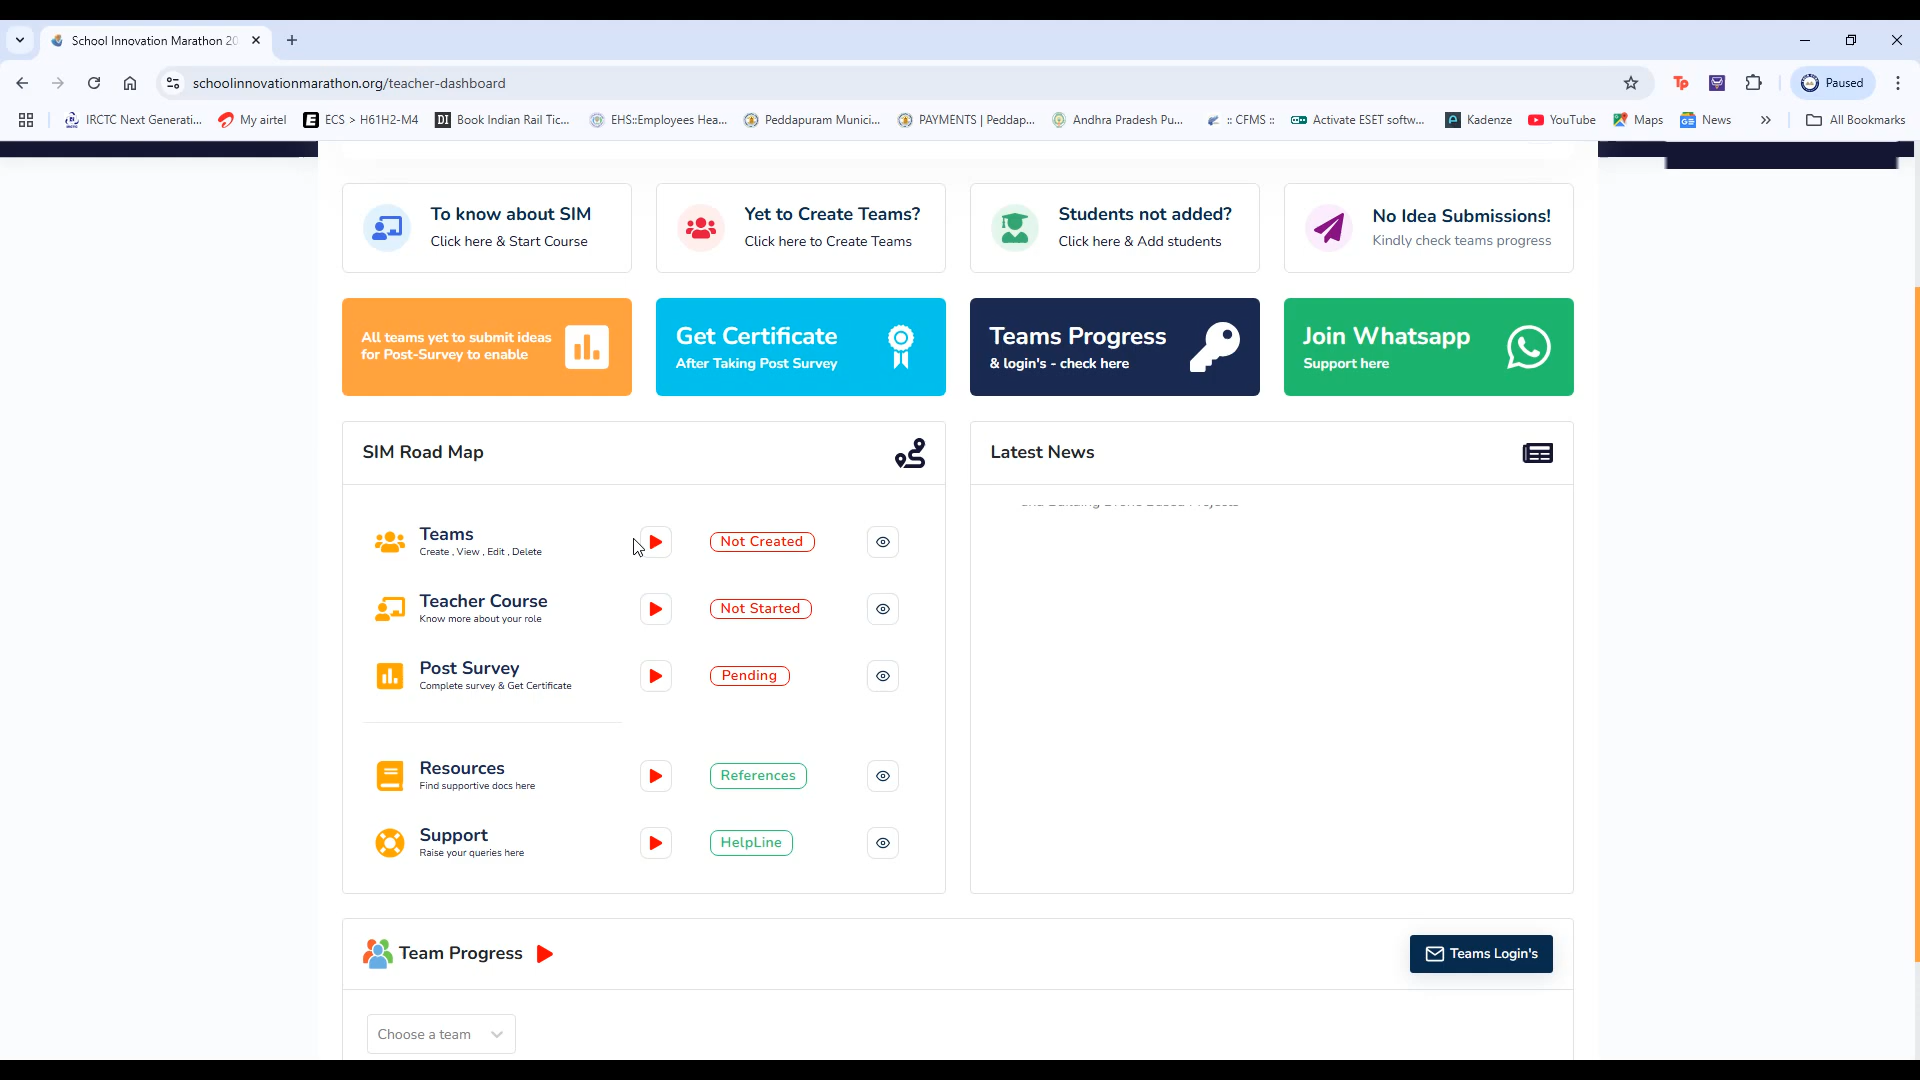 School Innovation Marathon 20
schoolinnovationmarathon.org/teacher-dashboard
Tp
Paused
IRCTC Next Generati...
My airtel
ECS > H61H2-M4
Book Indian Rail Tic...
EHS::Employees Hea...
Peddapuram Munici...
PAYMENTS | Peddap...
Andhra Pradesh Pu...
:: CFMS ::
Activate ESET softw...
Kadenze
YouTube
Maps
News
All Bookmarks
To know about SIM
Click here & Start Course
Yet to Create Teams?
Click here to Create Teams
Students not added?
Click here & Add students
No Idea Submissions!
Kindly check teams progress
All teams yet to submit ideas
for Post-Survey to enable
Get Certificate
After Taking Post Survey
Teams Progress
& login's - check here
Join Whatsapp
Support here
SIM Road Map
Latest News
Teams
Create , View , Edit , Delete
Not Created
Teacher Course
Know more about your role
Not Started
Post Survey
Complete survey & Get Certificate
Pending
Resources
Find supportive docs here
References
Support
Raise your queries here
HelpLine
Team Progress
Teams Login's
Choose a team